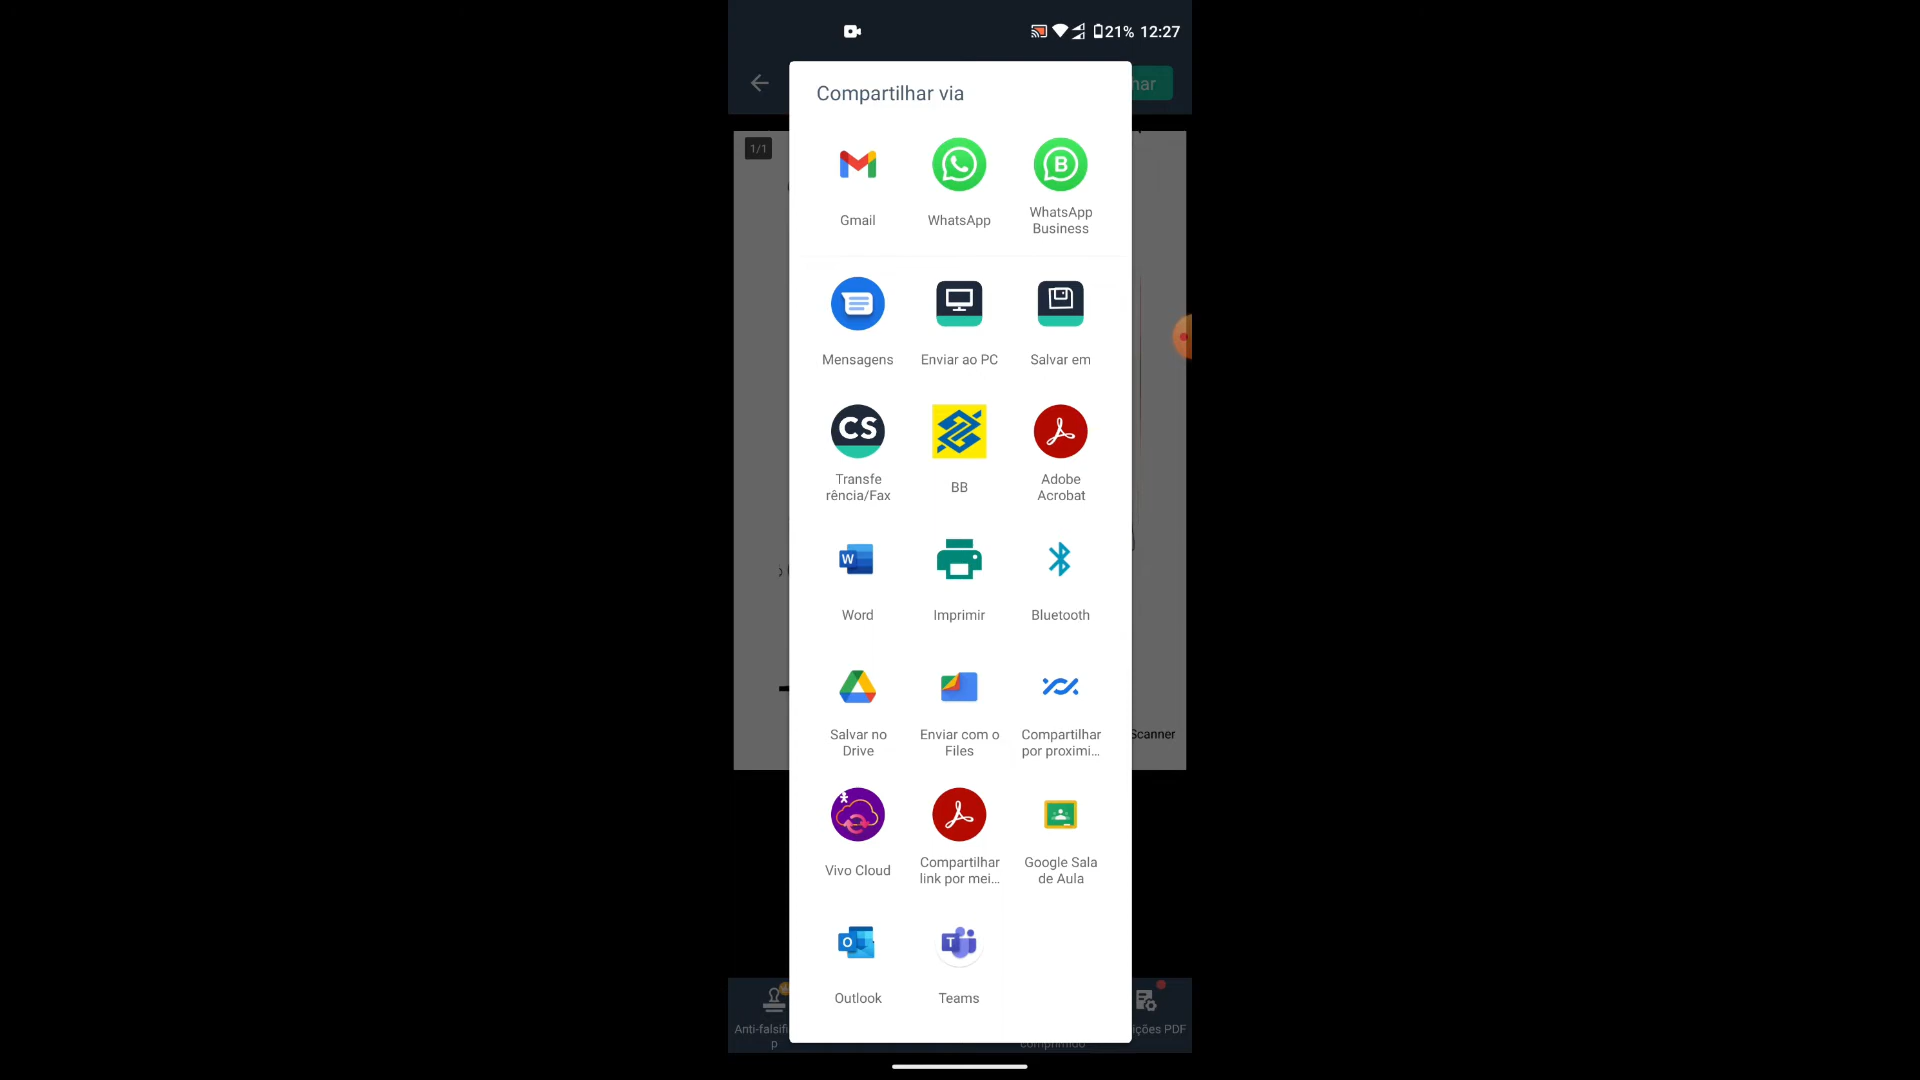 21% 12:27
har
Compartilhar via
1/1
Gmail
WhatsApp
WhatsApp
Business
B
Mensagens
Enviar ao PC
Salvar em
CS
Transfe
rência/Fax
BB
Adobe
Acrobat
W
Word
Imprimir
Bluetooth
Salvar no
Drive
Enviar com o
Files
Compartilhar
por proximi...
Scanner
Vivo Cloud
Compartilhar
link por mei...
Google Sala
de Aula
O
Outlook
T
Teams
Anti-falsifi
p
comprimido
ições PDF